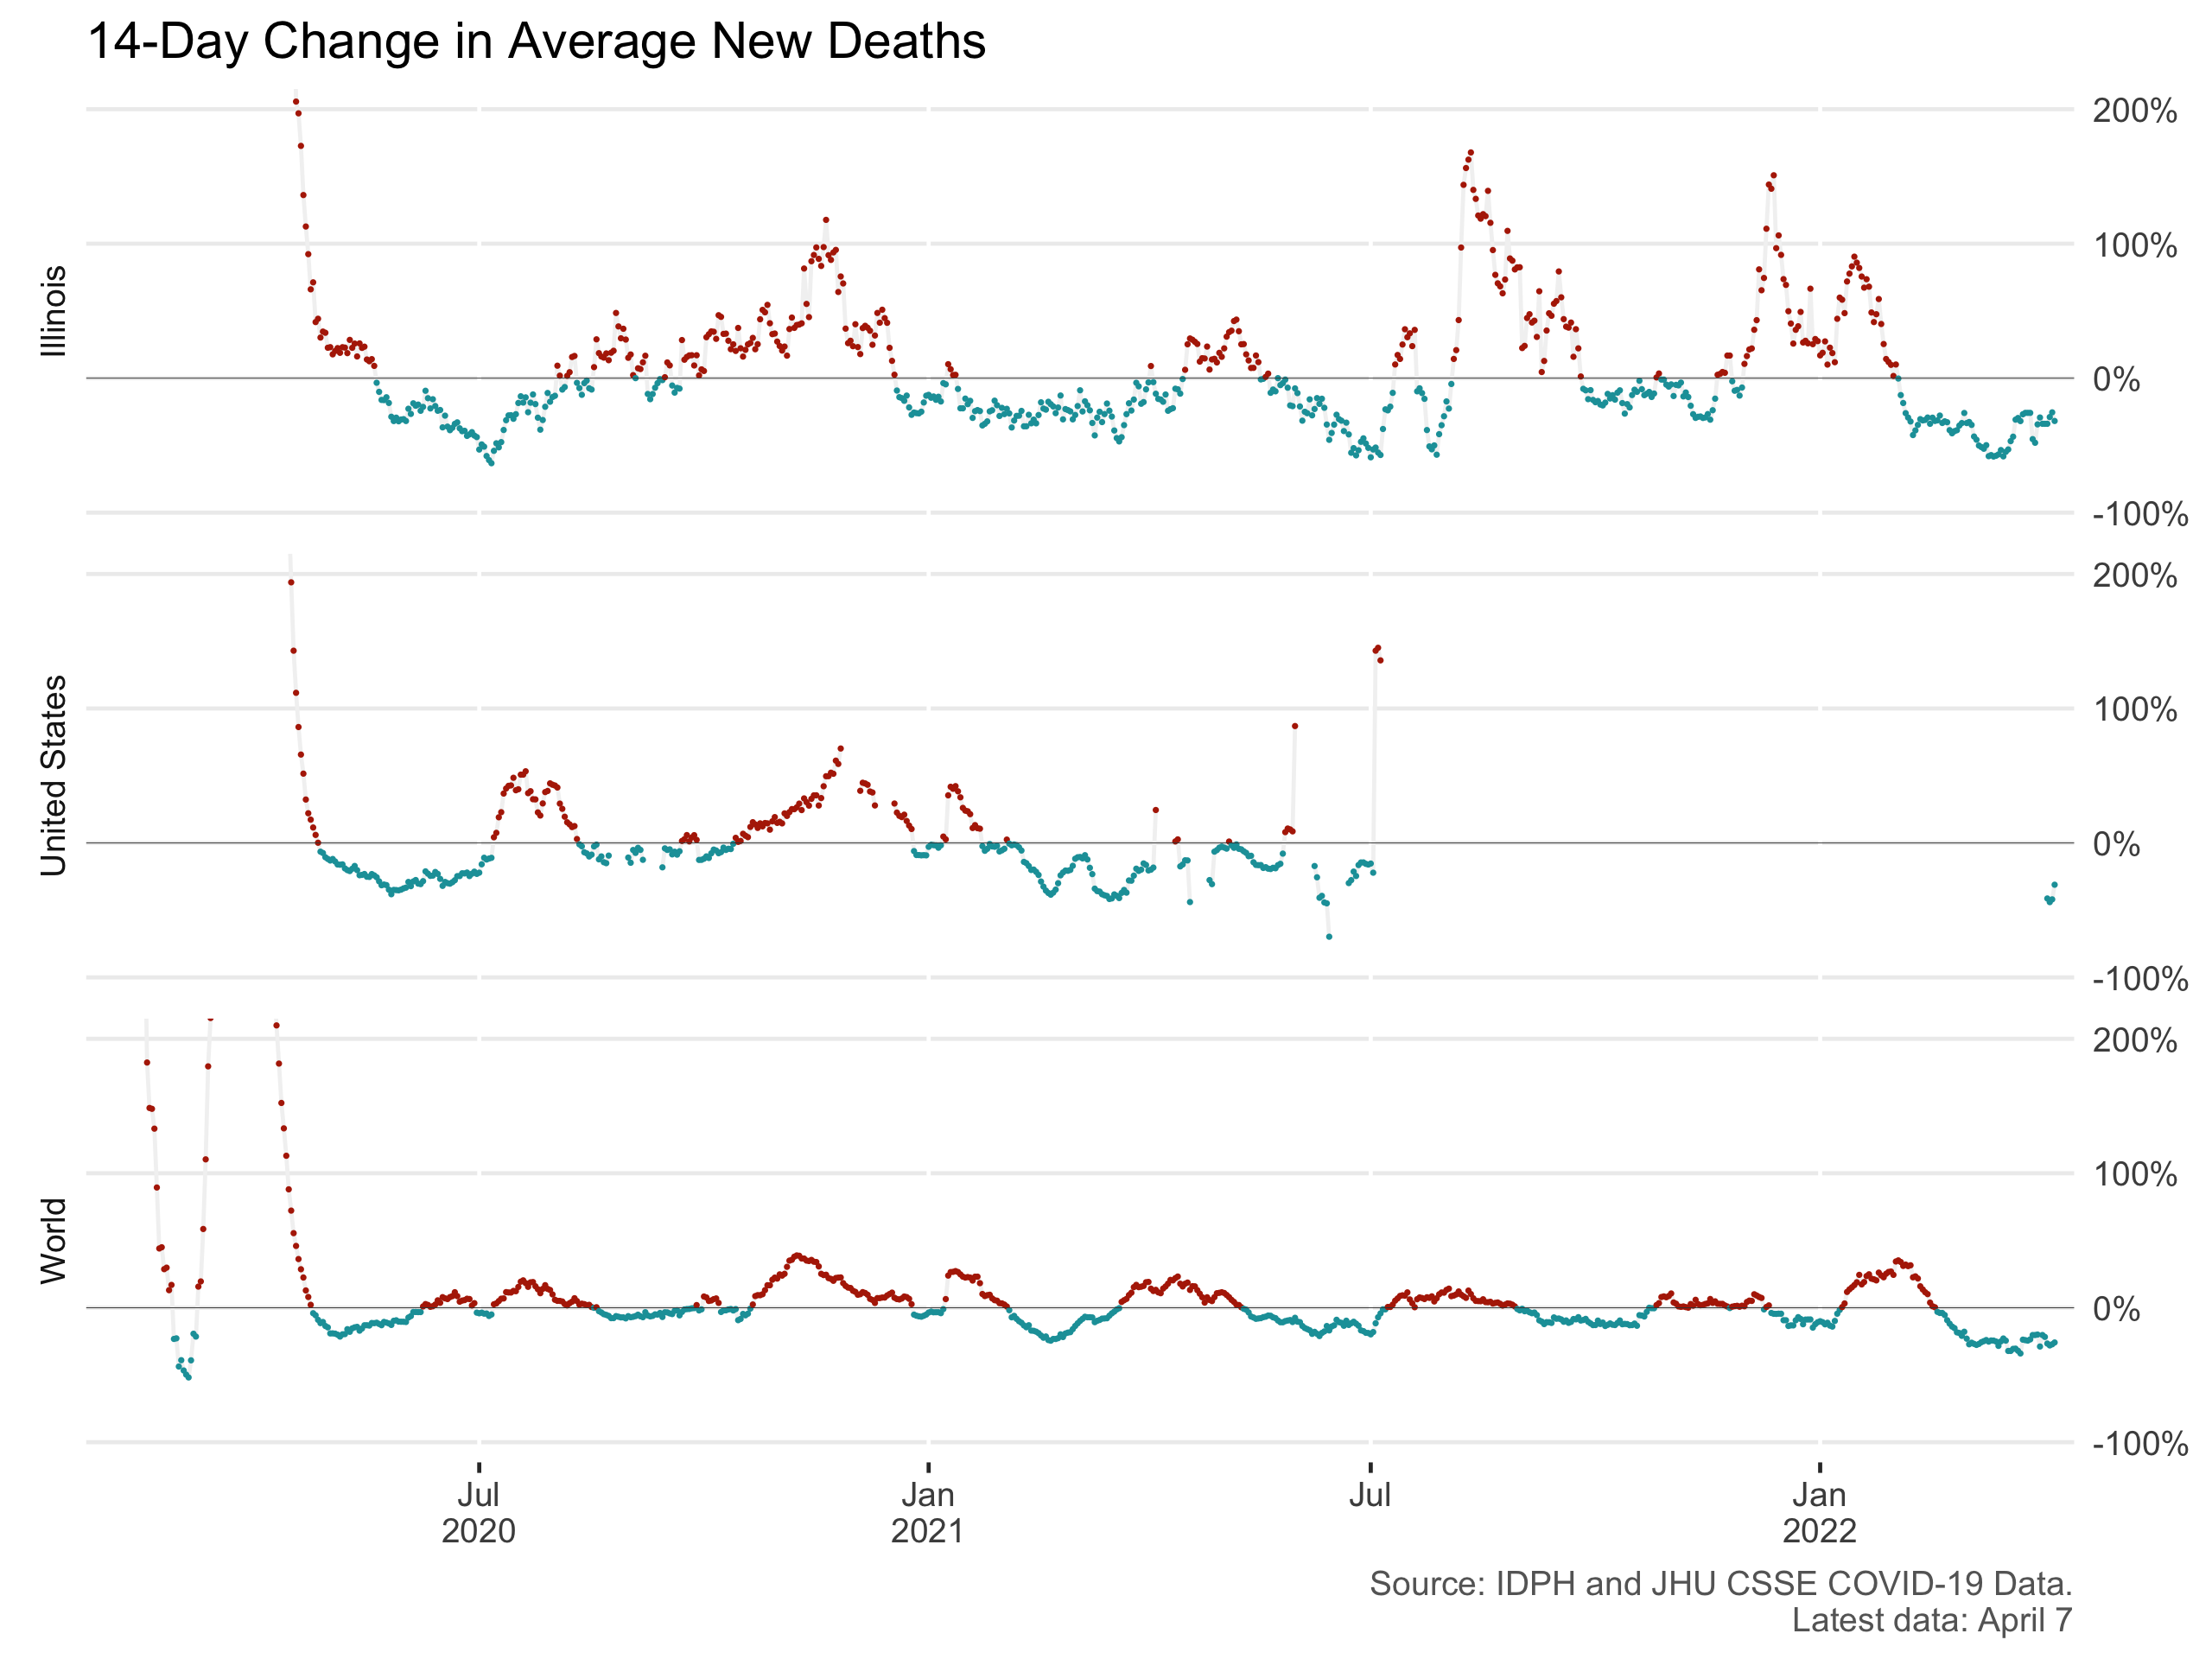 14-Day Change in Average New Deaths
Illinois
200%
100%
0%
-100%
United States
200%
100%
0%
-100%
World
200%
100%
0%
-100%
Jul
2020
Jan
2021
Jul
Jan
2022
Source: IDPH and JHU CSSE COVID-19 Data.
Latest data: April 7